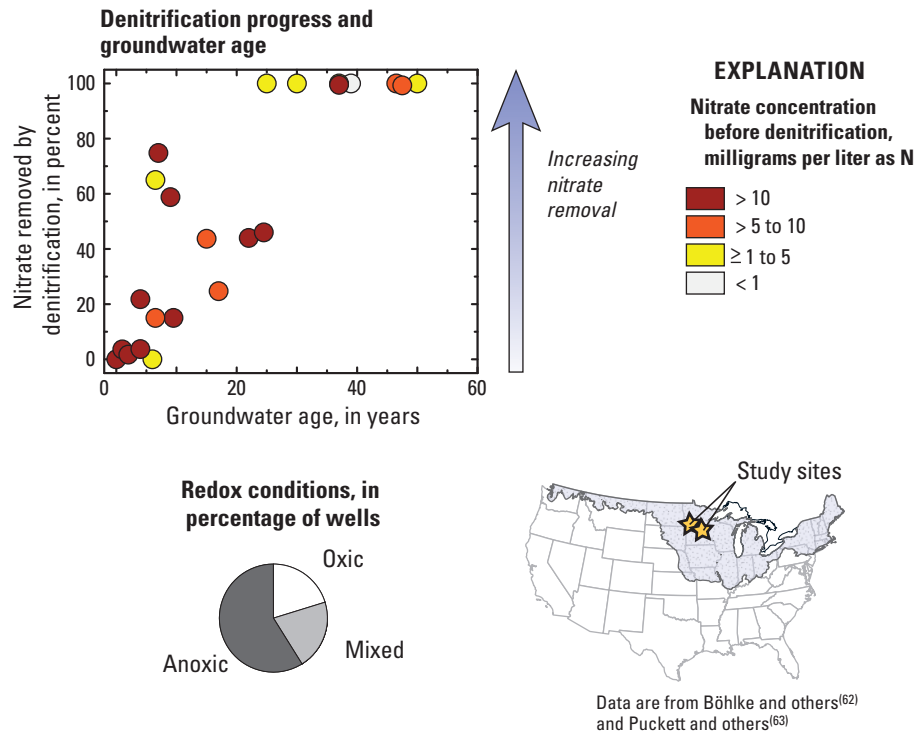 Denitrification progress and
groundwater age
Nitrate removed by
denitrification, in percent
100
80
60
40
20
0
0 20 40 60
Groundwater age, in years
Increasing
nitrate
removal
EXPLANATION
Nitrate concentration
before denitrification,
milligrams per liter as N
> 10
> 5 to 10
≥ 1 to 5
< 1
Redox conditions, in
percentage of wells
Oxic
Mixed
Anoxic
Study sites
Data are from Böhlke and others(62)
and Puckett and others(63)